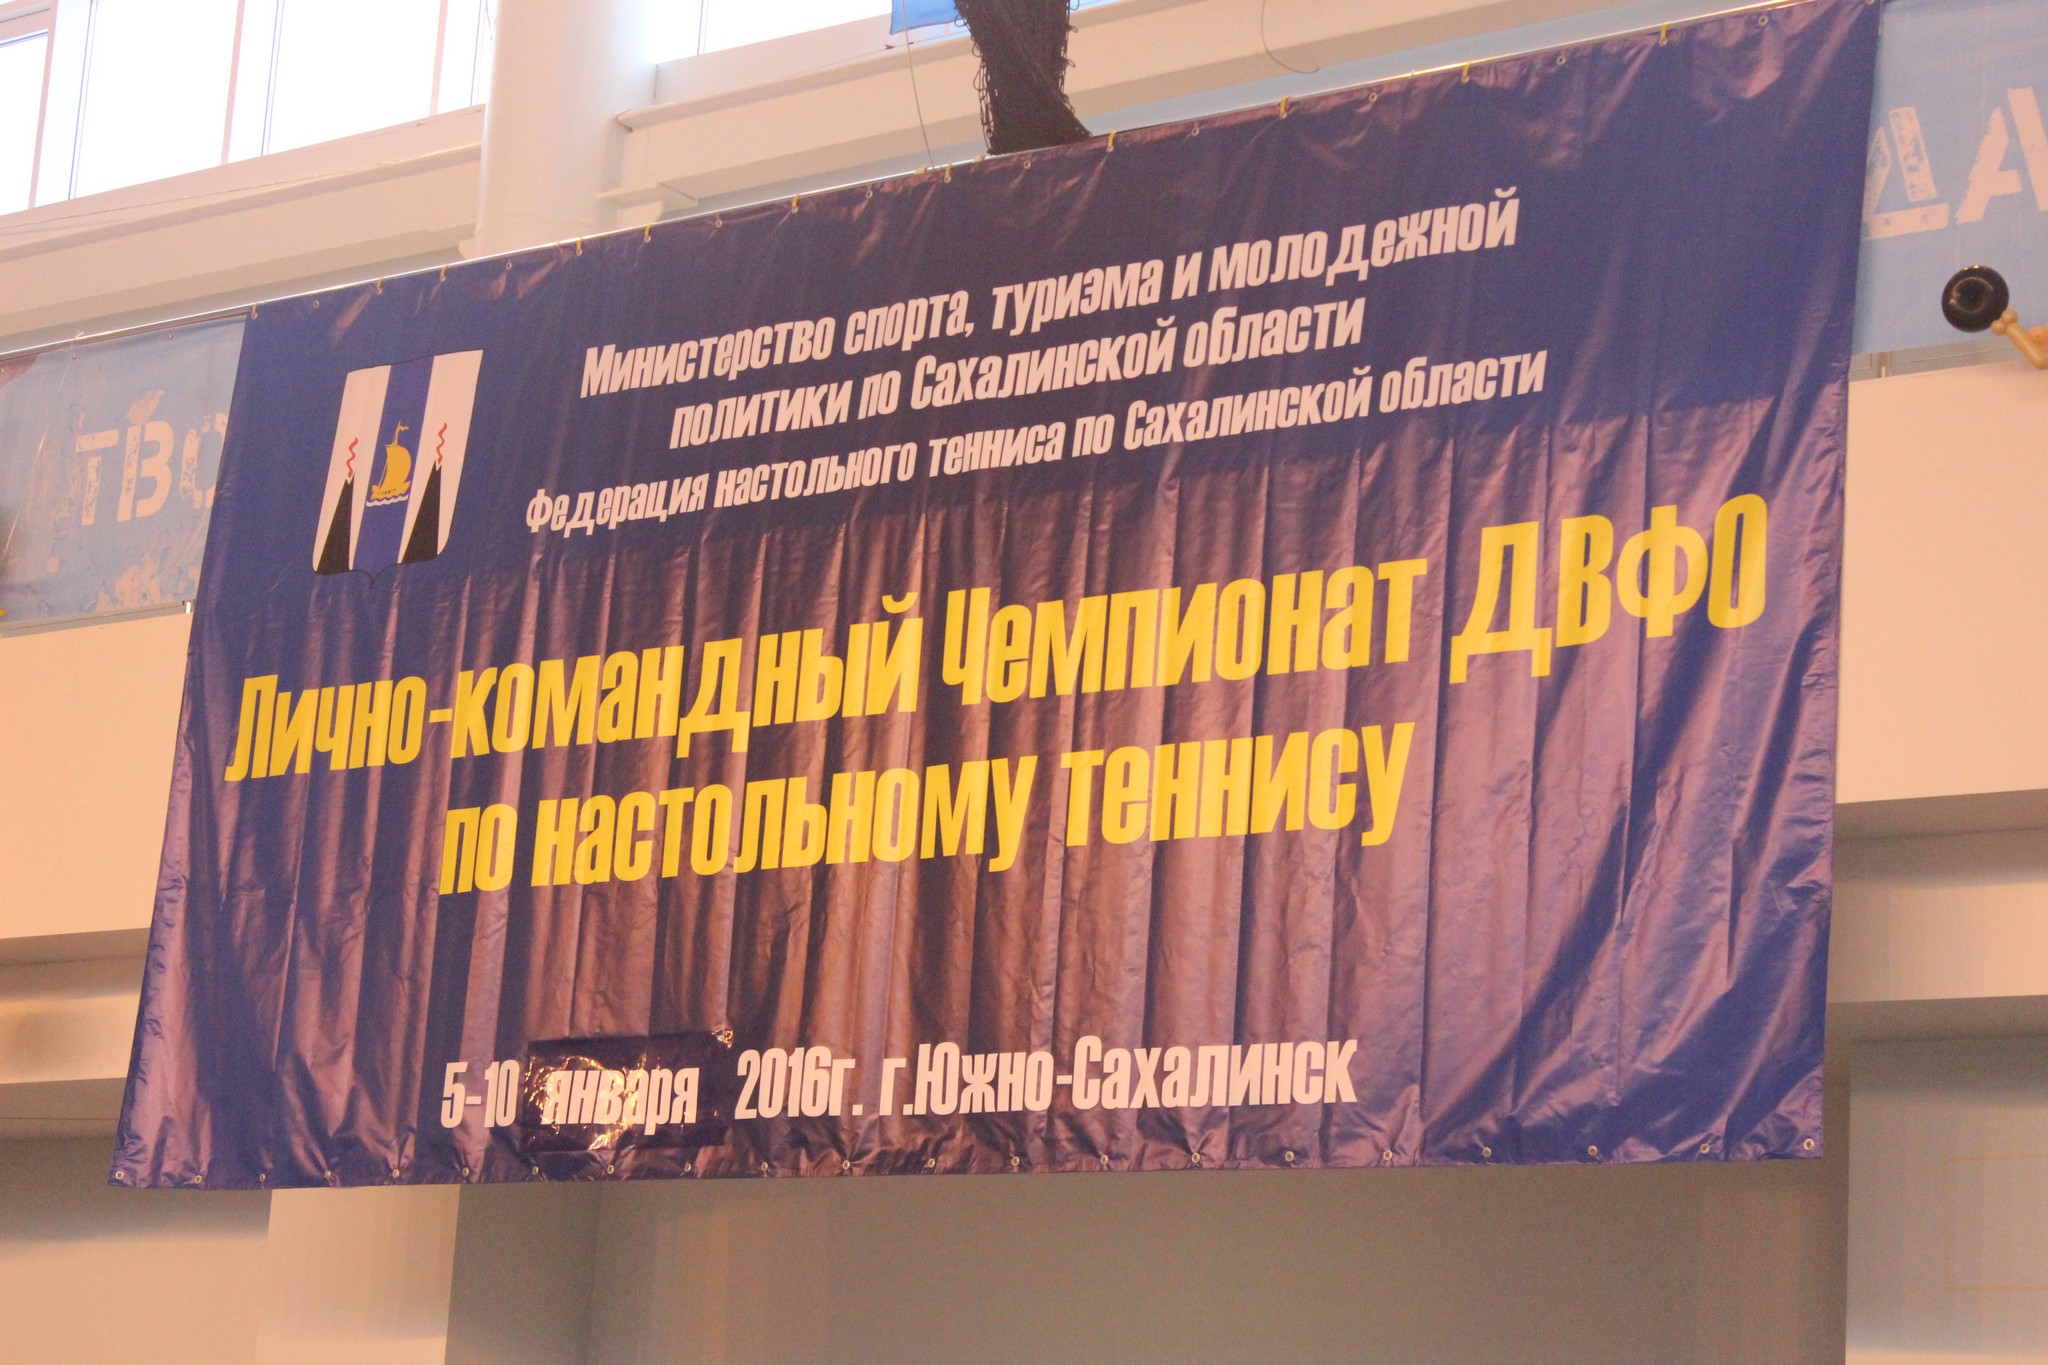 Министерство спорта, туризма и молодежной
политики по Сахалинской области
Федерация настольного тенниса по Сахалинской области
Лично-командный Чемпионат ДВФО
по настольному теннису
5-10 января 2016г. г.Южно-Сахалинск